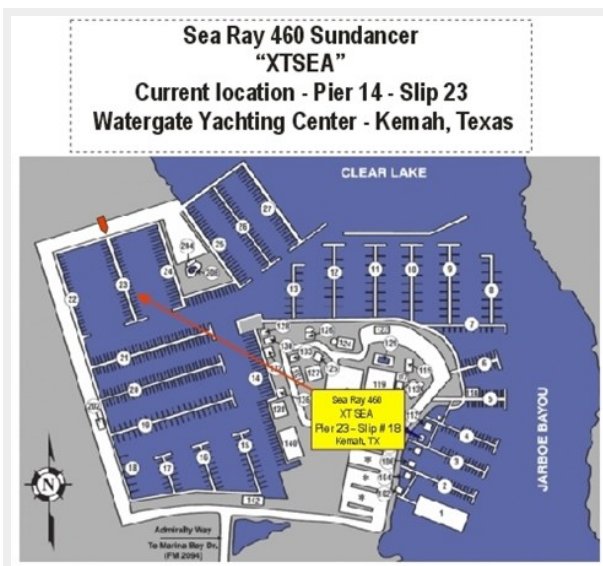 Sea Ray 460 Sundancer
“XTSEA”
Current location - Pier 14 - Slip 23
Watergate Yachting Center - Kemah, Texas
CLEAR LAKE
27
26
25
204
24
23
22
13
12
11
10
9
8
7
6
5
21
20
19
14
18
17
16
15
140
119
Sea Ray 460
XTSEA
Pier 23 - Slip # 18
Kemah, TX
4
3
2
1
JARBOE BAYOU
N
Admiralty Way
To Marina Bay Dr.
(FM 2094)